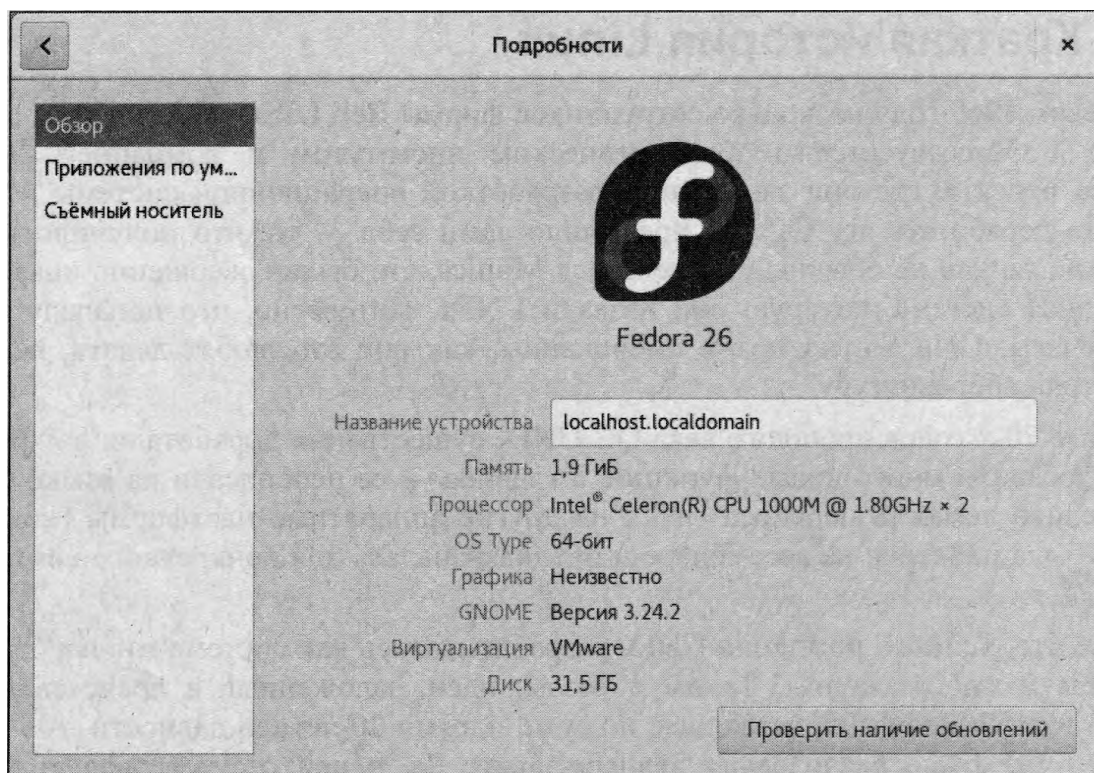 Подробности
Обзор
Приложения по ум...
Съёмный носитель
Fedora 26
Название устройства localhost.localdomain
Память 1,9 ГиБ
Процессор Intel® Celeron(R) CPU 1000M @ 1.80GHz × 2
OS Type 64-бит
Графика Неизвестно
GNOME Версия 3.24.2
Виртуализация VMware
Диск 31,5 ГБ
Проверить наличие обновлений